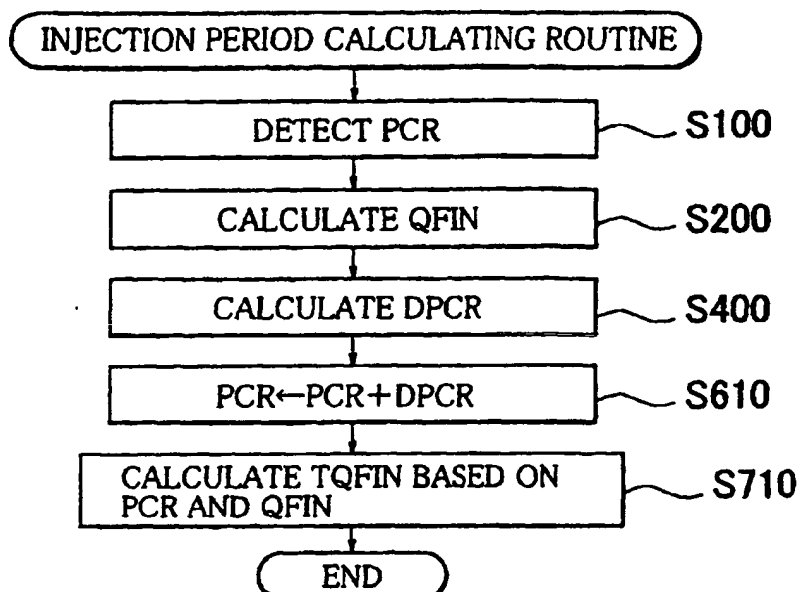 INJECTION PERIOD CALCULATING ROUTINE
DETECT PCR
S100
CALCULATE QFIN
S200
CALCULATE DPCR
S400
PCR←PCR+DPCR
S610
CALCULATE TQFIN BASED ON
PCR AND QFIN
S710
END